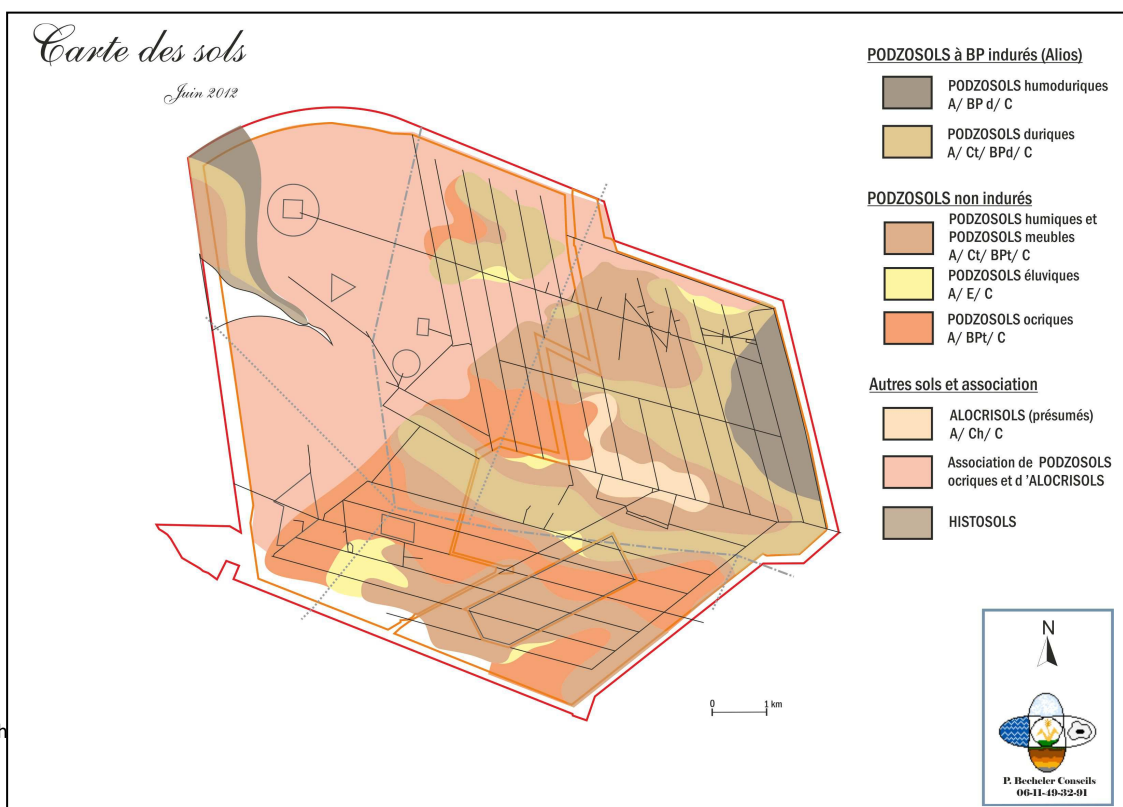 Carte des sols
Juin 2012
PODZOSOLS à BP indurés (Alios)
PODZOSOLS humoduriques
A/ BP d/ C
PODZOSOLS duriques
A/ Ct/ BPd/ C
PODZOSOLS non indurés
PODZOSOLS humiques et
PODZOSOLS meubles
A/ Ct/ BPt/ C
PODZOSOLS éluviques
A/ E/ C
PODZOSOLS ocriques
A/ BPt/ C
Autres sols et association
ALOCRISOLS (présumés)
A/ Ch/ C
Association de PODZOSOLS
ocriques et d 'ALOCRISOLS
HISTOSOLS
N
0 1 km
h
P. Becheler Conseils
06-11-49-32-91